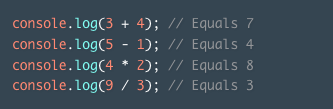 console.log(3 + 4); // Equals 7
console.log(5 - 1); // Equals 4
console.log(4 * 2); // Equals 8
console.log(9 / 3); // Equals 3